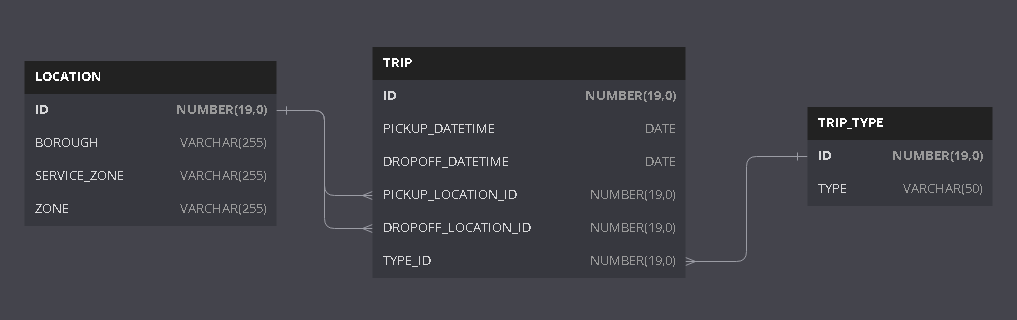 LOCATION
ID NUMBER(19,0)
BOROUGH VARCHAR(255)
SERVICE_ZONE VARCHAR(255)
ZONE VARCHAR(255)
TRIP
ID NUMBER(19,0)
PICKUP_DATETIME DATE
DROPOFF_DATETIME DATE
PICKUP_LOCATION_ID NUMBER(19,0)
DROPOFF_LOCATION_ID NUMBER(19,0)
TYPE_ID NUMBER(19,0)
TRIP_TYPE
ID NUMBER(19,0)
TYPE VARCHAR(50)